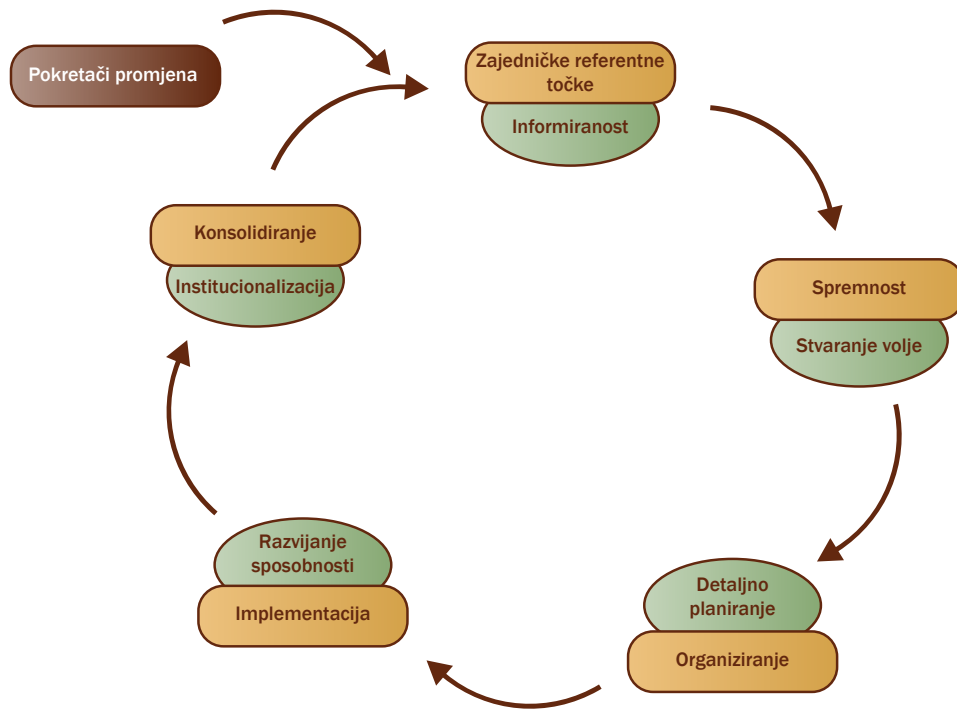 Pokretači promjena
Zajedničke referentne
točke
Informiranost
Spremnost
Stvaranje volje
Detaljno
planiranje
Organiziranje
Razvijanje
sposobnosti
Implementacija
Konsolidiranje
Institucionalizacija